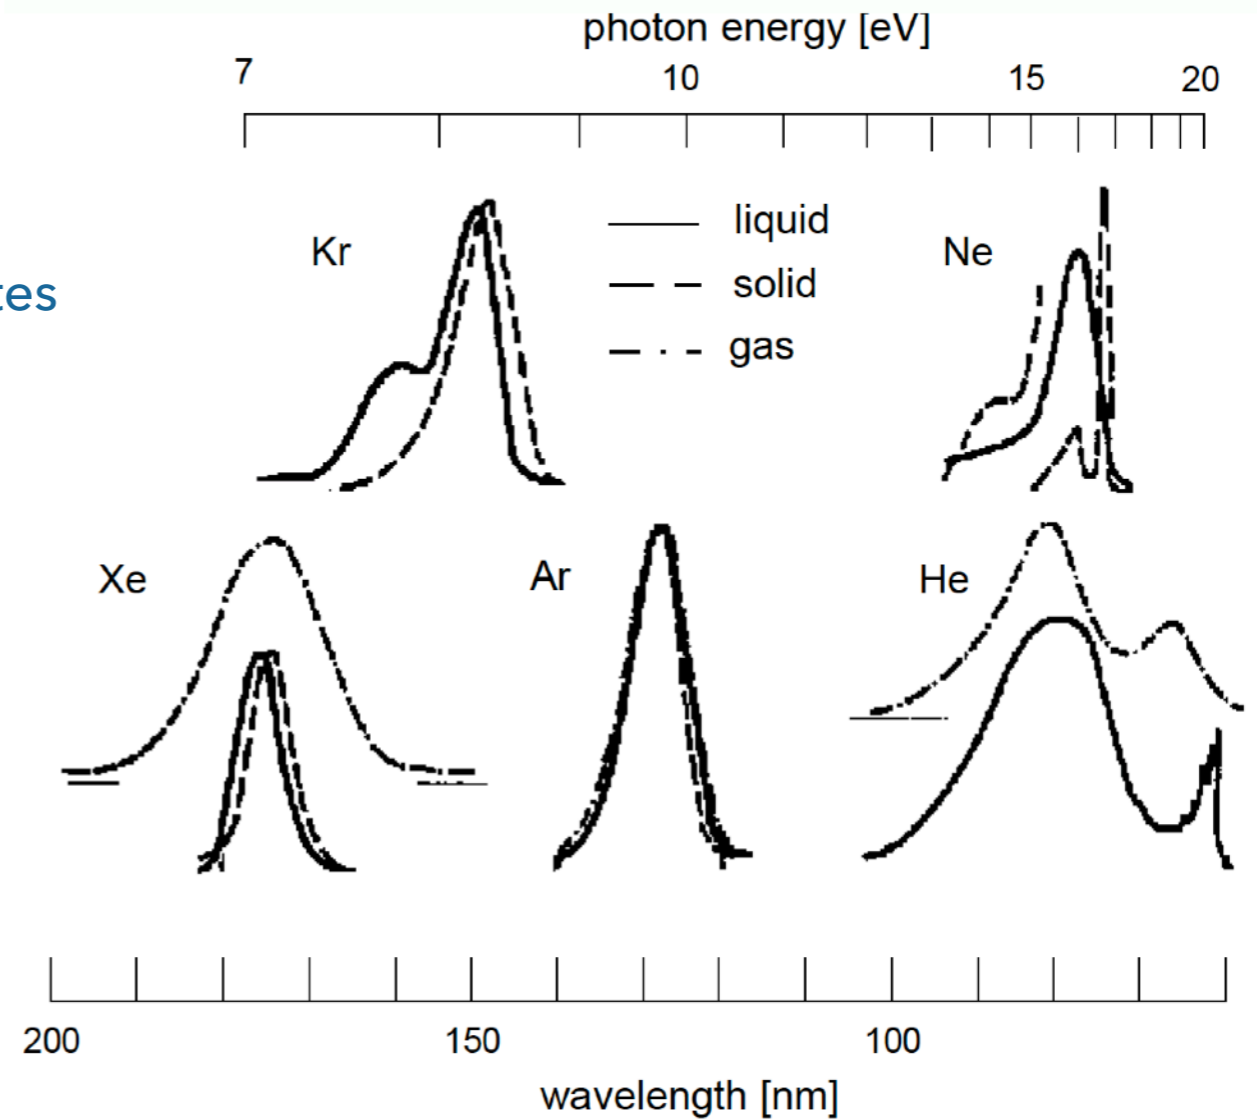 photon energy [eV]
7 10 15 20
liquid
Kr Ne
tes
solid
gas
Xe Ar He
200 150 100
wavelength [nm]